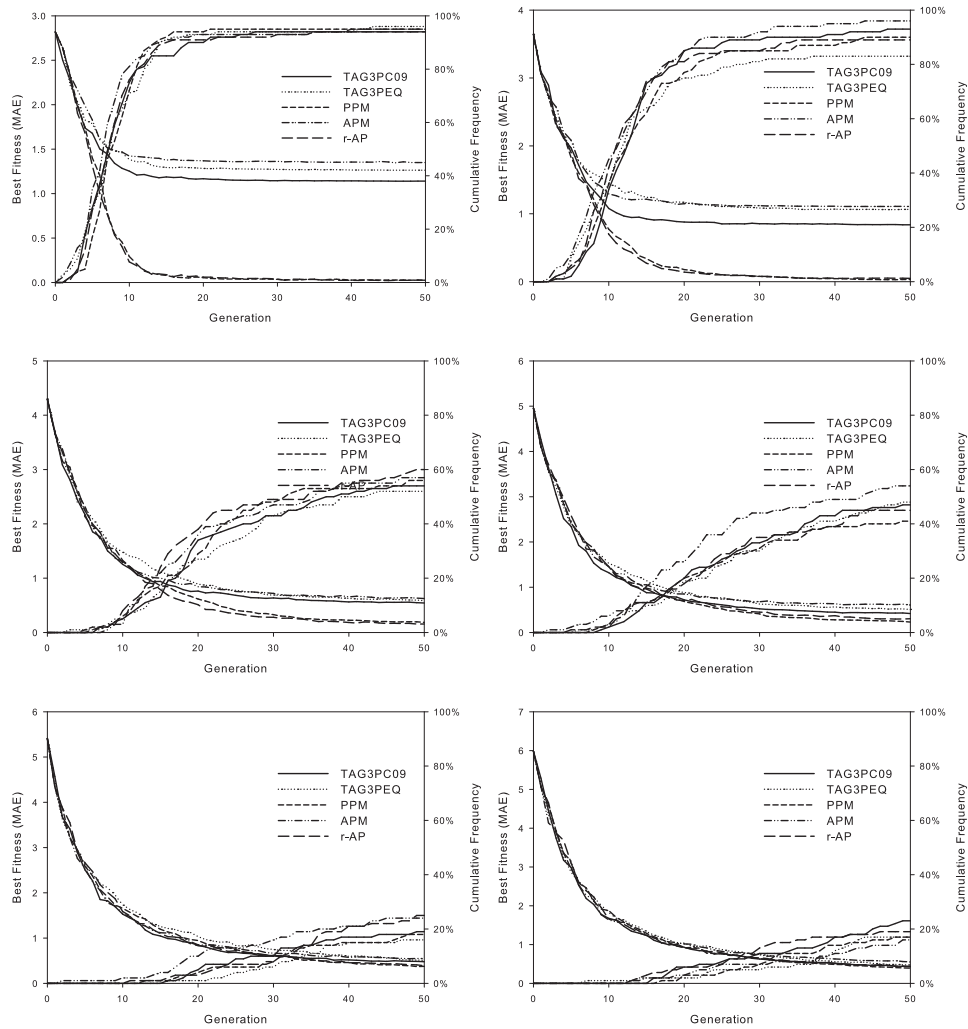 3.0
2.5
2.0
1.5
1.0
0.5
0.0
Best Fitness (MAE)
100%
80%
60%
40%
20%
0%
Cumulative Frequency
TAG3PC09
TAG3PEQ
PPM
APM
r-AP
0 10 20 30 40 50
Generation
4
3
2
1
0
Best Fitness (MAE)
100%
80%
60%
40%
20%
0%
Cumulative Frequency
TAG3PC09
TAG3PEQ
PPM
APM
r-AP
0 10 20 30 40 50
Generation
5
4
3
2
1
0
Best Fitness (MAE)
100%
80%
60%
40%
20%
0%
Cumulative Frequency
TAG3PC09
TAG3PEQ
PPM
APM
r-AP
0 10 20 30 40 50
Generation
6
5
4
3
2
1
0
Best Fitness (MAE)
100%
80%
60%
40%
20%
0%
Cumulative Frequency
TAG3PC09
TAG3PEQ
PPM
APM
r-AP
0 10 20 30 40 50
Generation
6
5
4
3
2
1
0
Best Fitness (MAE)
100%
80%
60%
40%
20%
0%
Cumulative Frequency
TAG3PC09
TAG3PEQ
PPM
APM
r-AP
0 10 20 30 40 50
Generation
7
6
5
4
3
2
1
0
Best Fitness (MAE)
100%
80%
60%
40%
20%
0%
Cumulative Frequency
TAG3PC09
TAG3PEQ
PPM
APM
r-AP
0 10 20 30 40 50
Generation